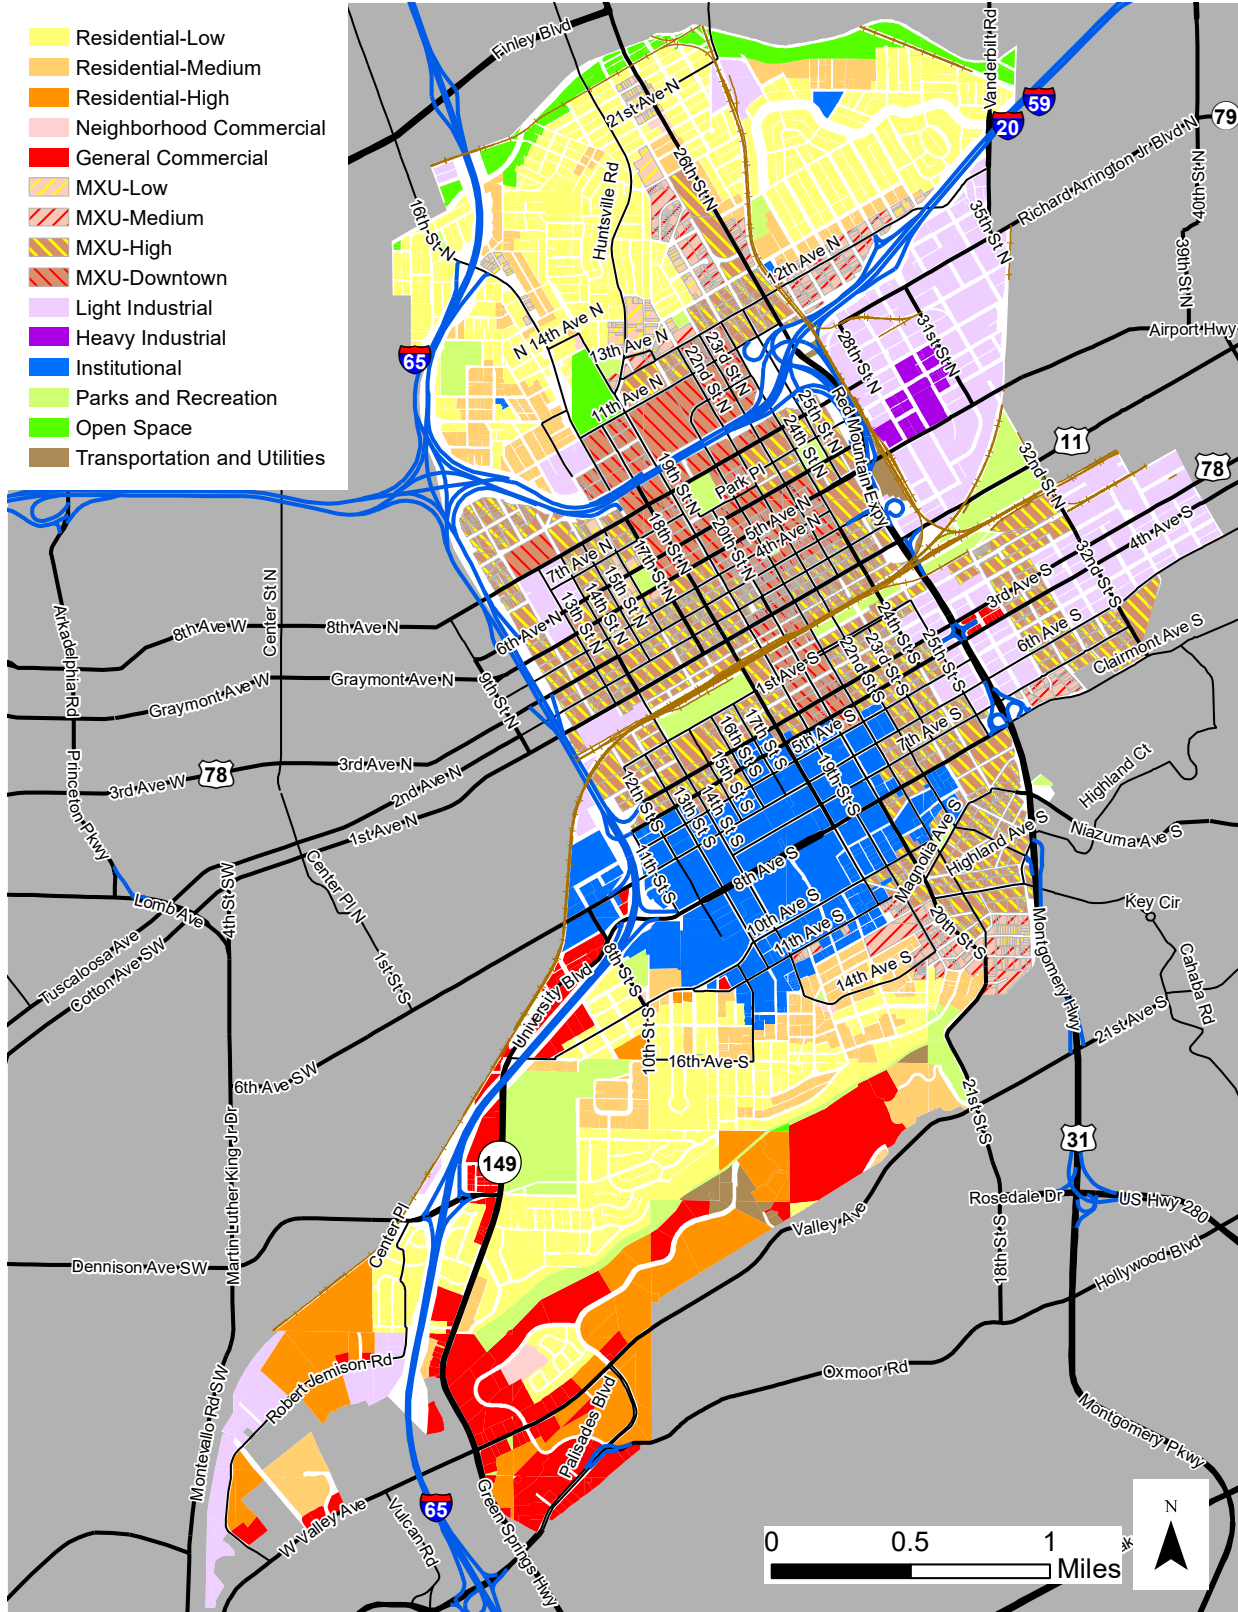 Residential-Low
Residential-Medium
Residential-High
Neighborhood Commercial
General Commercial
MXU-Low
MXU-Medium
MXU-High
MXU-Downtown
Light Industrial
Heavy Industrial
Institutional
Parks and Recreation
Open Space
Transportation and Utilities
Finley Blvd
Vanderbilt Rd
59
20
79
21st Ave N
Richard Arrington Jr Blvd N
40th St N
26th St N
Huntsville Rd
16th St N
35th St N
39th St N
12th Ave N
N 14th Ave N
13th Ave N
Airport Hwy
31st St N
28th St N
65
23rd St N
22nd St N
11th Ave N
25th St N
24th St N
Red Mountain Expy
11
78
32nd St N
Park Pl
19th St N
18th St N
17th St N
20th St N
5th Ave N
4th Ave N
4th Ave S
7th Ave N
15th St N
14th St N
13th St N
32nd St S
3rd Ave S
Center St N
Arkadelphia Rd
8th Ave W
8th Ave N
6th Ave N
24th St S
25th St S
23rd St S
22nd St S
6th Ave S
Clairmont Ave S
Graymont Ave W
Graymont Ave N
9th St N
1st Ave S
17th St S
16th St S
15th St S
5th Ave S
7th Ave S
Princeton Pkwy
3rd Ave W
78
3rd Ave N
2nd Ave N
1st Ave N
12th St S
13th St S
14th St S
19th St S
Highland Ct
Niazuma Ave S
Highland Ave S
Magnolia Ave S
11th St S
8th Ave S
Center Pl N
4th St SW
Lomb Ave
10th Ave S
11th Ave S
20th St S
Key Cir
Tuscaloosa Ave
Cotton Ave SW
1st St S
8th St S
14th Ave S
Montgomery Hwy
Cahaba Rd
University Blvd
10th St S
16th Ave S
21st Ave S
6th Ave SW
21st St S
31
149
Martin Luther King Jr Dr
Rosedale Dr
US Hwy 280
Valley Ave
18th St S
Hollywood Blvd
Center Pl
Dennison Ave SW
Robert Jemison Rd
Oxmoor Rd
Montevallo Rd SW
Palisades Blvd
Montgomery Pkwy
65
W Valley Ave
Vulcan Rd
Green Springs Hwy
0 0.5 1
Miles
N